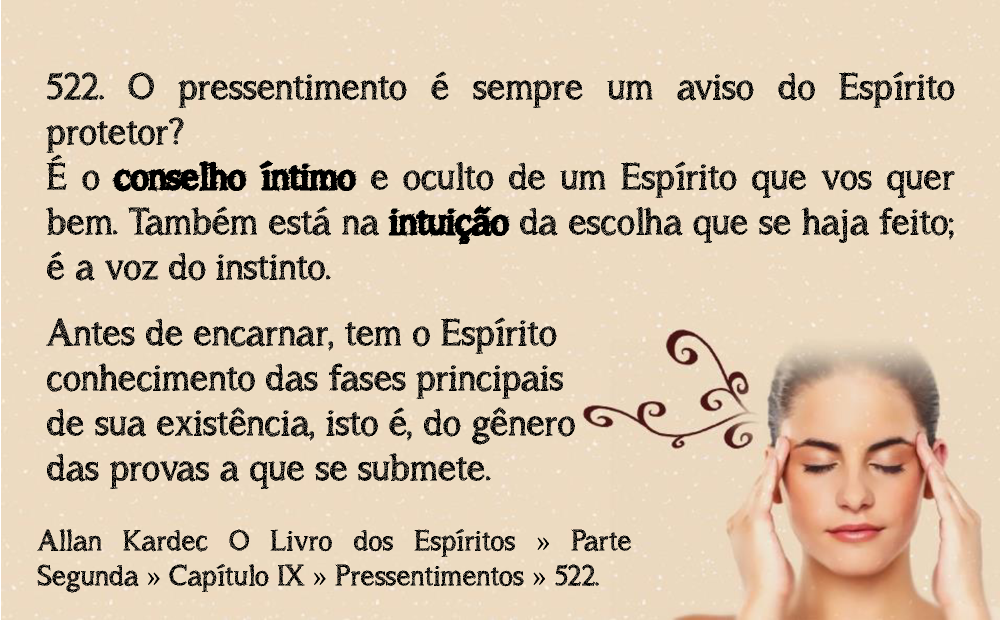 522. O pressentimento é sempre um aviso do Espírito
protetor?
É o conselho íntimo e oculto de um Espírito que vos quer
bem. Também está na intuição da escolha que se haja feito;
é a voz do instinto.
Antes de encarnar, tem o Espírito
conhecimento das fases principais
de sua existência, isto é, do gênero
das provas a que se submete.
Allan Kardec O Livro dos Espíritos » Parte
Segunda » Capítulo IX » Pressentimentos » 522.